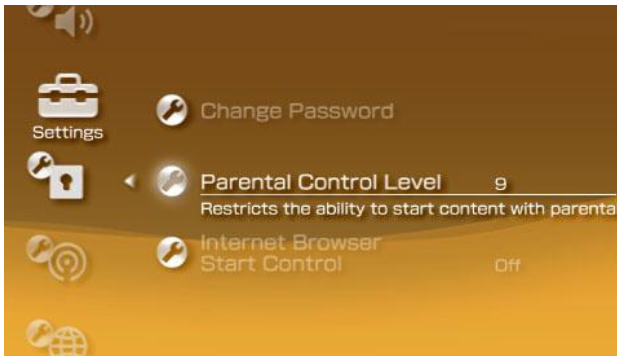 Settings
Change Password
Parental Control Level 9
Restricts the ability to start content with parenta
Internet Browser
Start Control Off